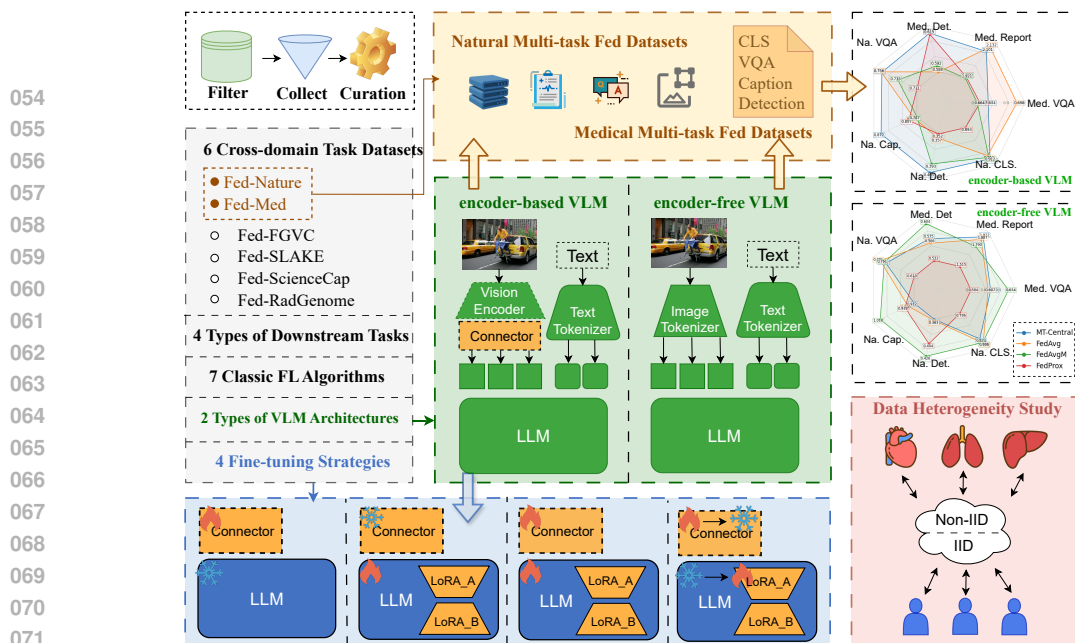 054
055
056
057
058
059
060
061
062
063
064
065
066
067
068
069
070
071
Filter
Collect
Curation
6 Cross-domain Task Datasets
Fed-Nature
Fed-Med
Fed-FGVC
Fed-SLAKE
Fed-ScienceCap
Fed-RadGenome
4 Types of Downstream Tasks
7 Classic FL Algorithms
2 Types of VLM Architectures
4 Fine-tuning Strategies
Natural Multi-task Fed Datasets
CLS
VQA
Caption
Detection
Medical Multi-task Fed Datasets
encoder-based VLM
Text
Vision
Encoder
Connector
Text
Tokenizer
LLM
encoder-free VLM
Text
Image
Tokenizer
Text
Tokenizer
LLM
Connector
LLM
Connector
LLM
LoRA_A
LoRA_B
Connector
LLM
LoRA_A
LoRA_B
Connector
LLM
LoRA_A
LoRA_B
Med. Det.
Med. Report
Na. VQA
Med. VQA
Na. Cap.
Na. CLS.
Na. Det.
encoder-based VLM
encoder-free VLM
Med. Det
Med. Report
Na. VQA
Med. VQA
Na. Cap.
Na. CLS.
Na. Det.
MT-Central
FedAvg
FedAvgM
FedProx
Data Heterogeneity Study
Non-IID
IID